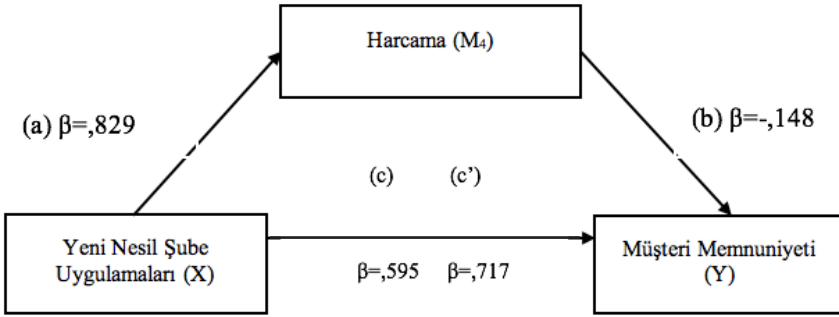 Harcama (M₄)
(a) β=,829
(b) β=-,148
(c) (c’)
Yeni Nesil Şube
Uygulamaları (X)
Müşteri Memnuniyeti
(Y)
β=,595 β=,717